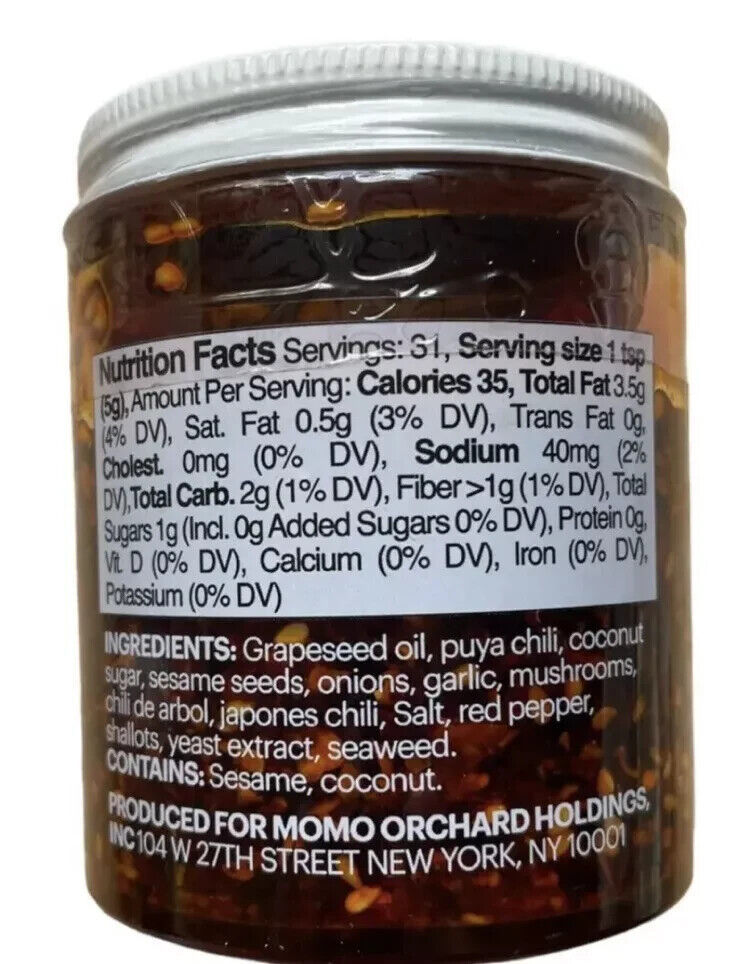 Nutrition Facts Servings: 31, Serving size 1 tsp
(5g), Amount Per Serving: Calories 35, Total Fat 3.5g
(4% DV), Sat. Fat 0.5g (3% DV), Trans Fat 0g,
Cholest. 0mg (0% DV), Sodium 40mg (2%
DV), Total Carb. 2g (1% DV), Fiber >1g (1% DV), Total
Sugars 1g (Incl. 0g Added Sugars 0% DV), Protein 0g,
Vit. D (0% DV), Calcium (0% DV), Iron (0% DV),
Potassium (0% DV)
INGREDIENTS: Grapeseed oil, puya chili, coconut
sugar, sesame seeds, onions, garlic, mushrooms,
chili de arbol, japones chili, Salt, red pepper,
shallots, yeast extract, seaweed.
CONTAINS: Sesame, coconut.
PRODUCED FOR MOMO ORCHARD HOLDINGS,
INC 104 W 27TH STREET NEW YORK, NY 10001